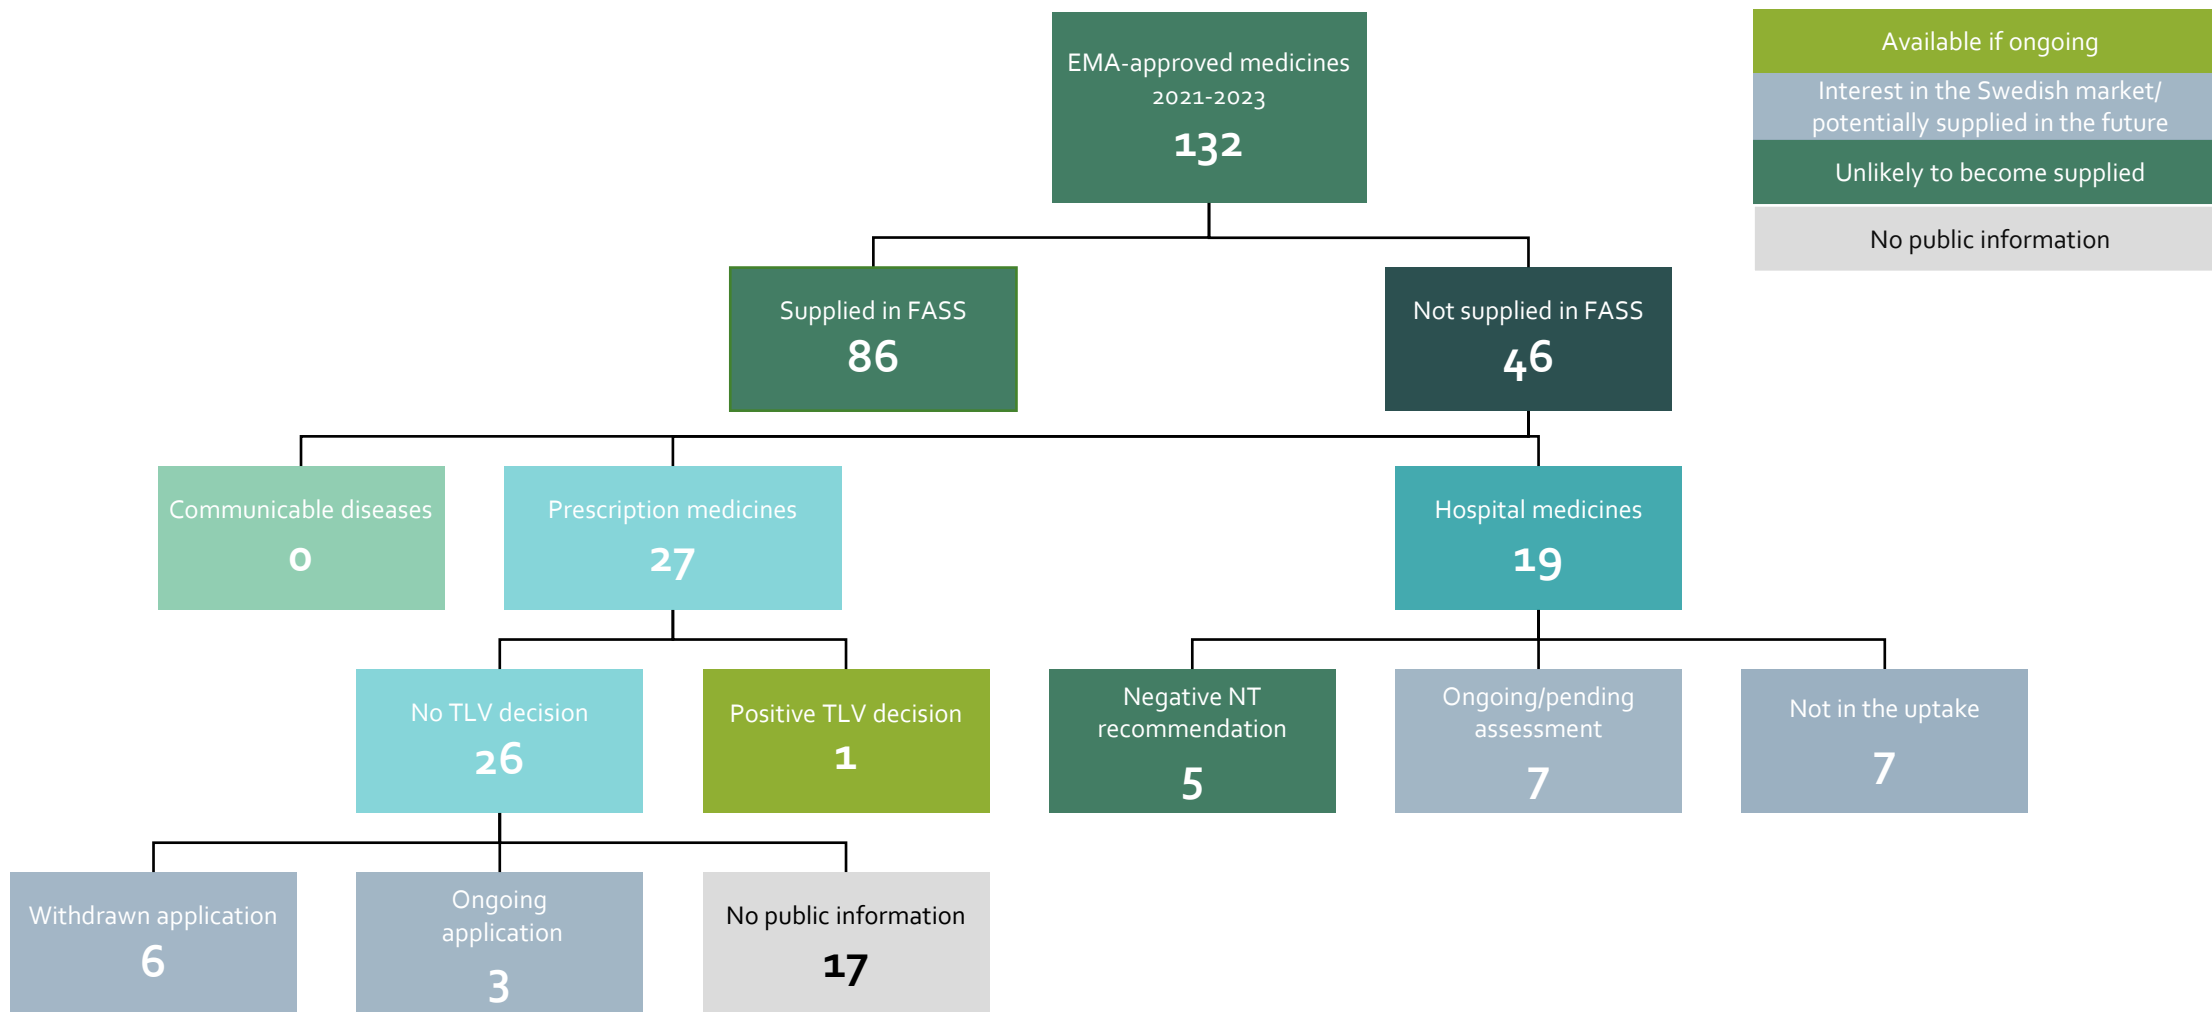 EMA-approved medicines
2021-2023
132
Available if ongoing
Interest in the Swedish market/
potentially supplied in the future
Unlikely to become supplied
No public information
Supplied in FASS
86
Not supplied in FASS
46
Communicable diseases
0
Prescription medicines
27
Hospital medicines
19
No TLV decision
26
Positive TLV decision
1
Negative NT
recommendation
5
Ongoing/pending
assessment
7
Not in the uptake
7
Withdrawn application
6
Ongoing
application
3
No public information
17